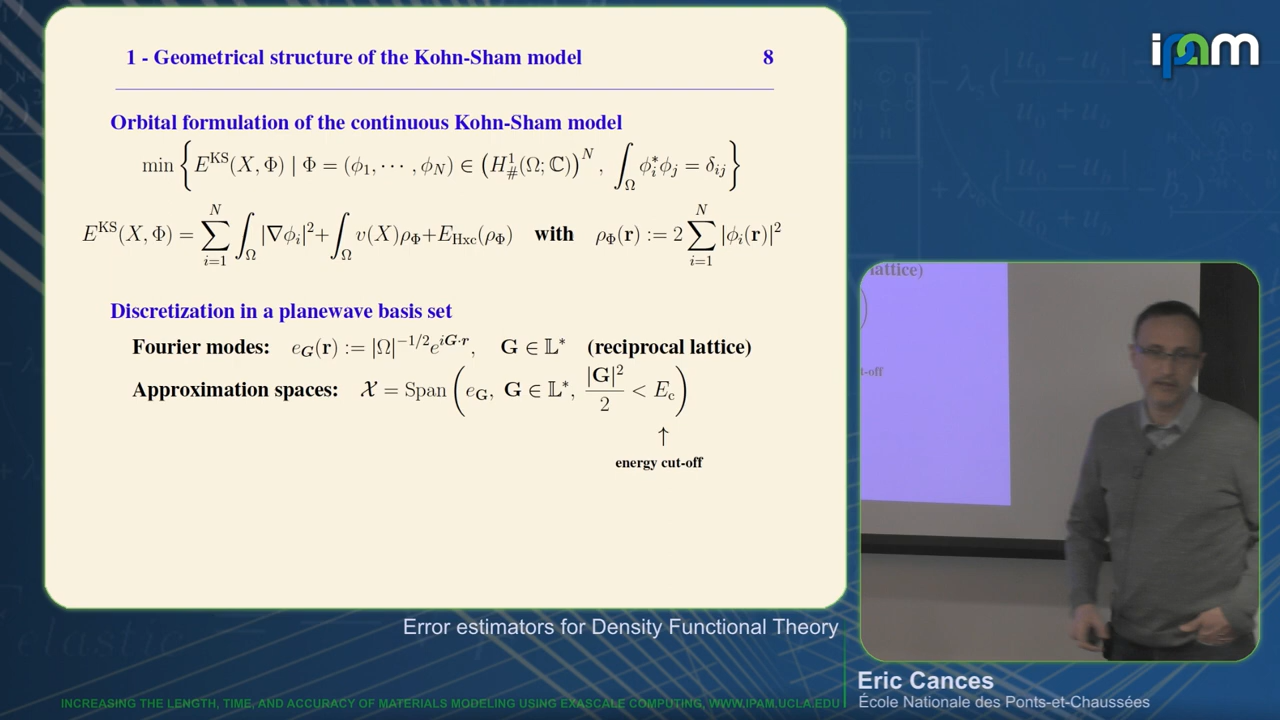 1 - Geometrical structure of the Kohn-Sham model 8
Orbital formulation of the continuous Kohn-Sham model
min { E^KS(X, Φ) | Φ = (ϕ₁, ⋯ , ϕ_N) ∈ (H¹_#(Ω; ℂ))^N , ∫_Ω ϕ_i^* ϕ_j = δ_ij }
E^KS(X, Φ) = ∑_{i=1}^N ∫_Ω |∇ϕ_i|² + ∫_Ω v(X)ρ_Φ + E_Hxc(ρ_Φ) with ρ_Φ(r) := 2 ∑_{i=1}^N |ϕ_i(r)|²
Discretization in a planewave basis set
Fourier modes: e_G(r) := |Ω|^{-1/2} e^{iG·r}, G ∈ 𝕃* (reciprocal lattice)
Approximation spaces: 𝒳 = Span ( e_G, G ∈ 𝕃*, |G|²/2 < E_c )
↑
energy cut-off
ipam
lattice)
t-off
Error estimators for Density Functional Theory
Eric Cances
École Nationale des Ponts-et-Chaussées
INCREASING THE LENGTH, TIME, AND ACCURACY OF MATERIALS MODELING USING EXASCALE COMPUTING, WWW.IPAM.UCLA.EDU